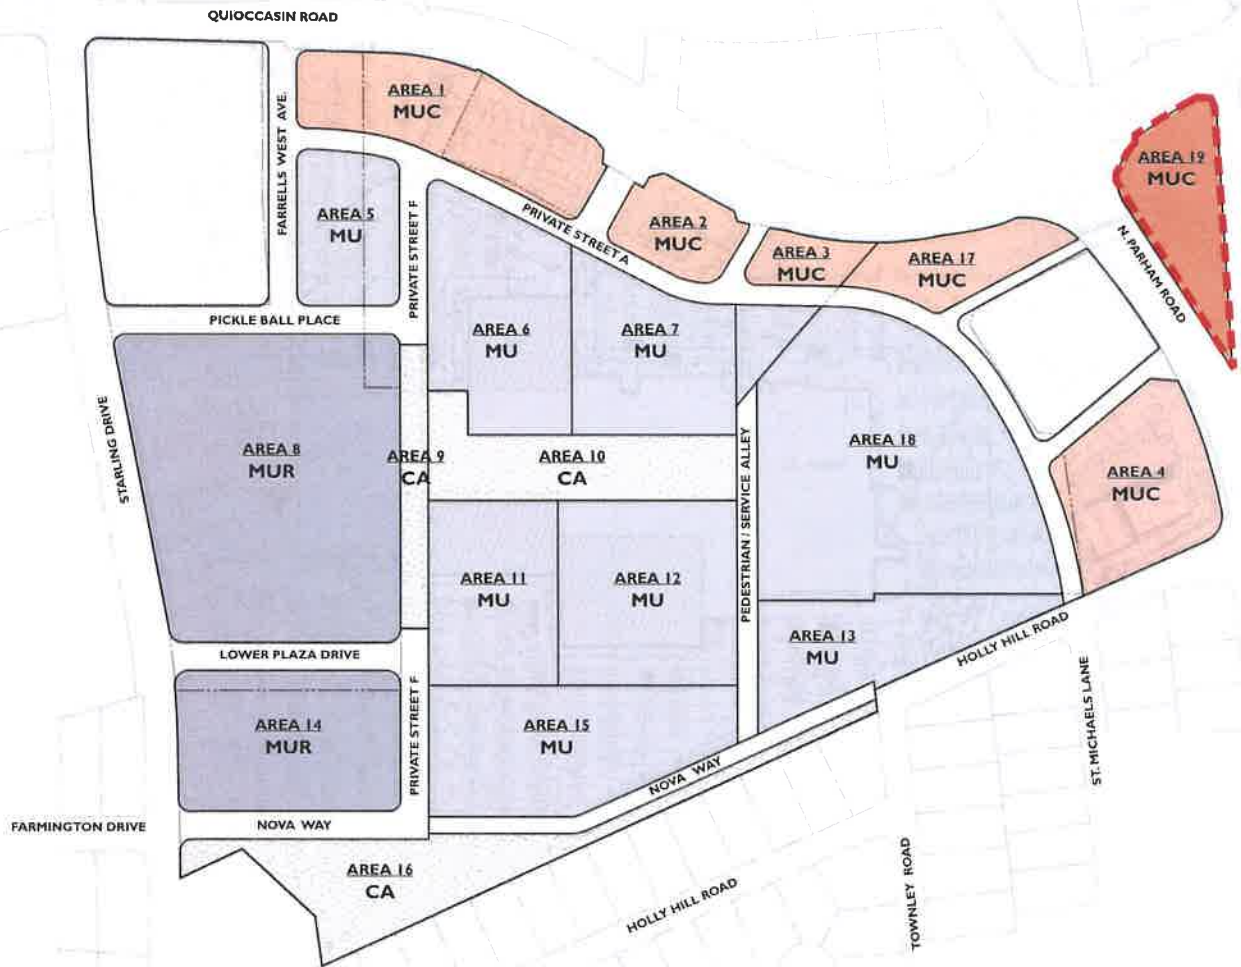 QUIOCCASIN ROAD
AREA 1
MUC
FARRELLS WEST AVE.
AREA 19
MUC
AREA 5
MU
PRIVATE STREET F
PRIVATE STREET A
AREA 2
MUC
AREA 3
MUC
AREA 17
MUC
N. PARHAM ROAD
PICKLE BALL PLACE
AREA 6
MU
AREA 7
MU
STARLING DRIVE
AREA 8
MUR
AREA 9
CA
AREA 10
CA
PEDESTRIAN / SERVICE ALLEY
AREA 18
MU
AREA 4
MUC
AREA 11
MU
AREA 12
MU
AREA 13
MU
HOLLY HILL ROAD
LOWER PLAZA DRIVE
AREA 14
MUR
PRIVATE STREET F
AREA 15
MU
NOVA WAY
ST. MICHAELS LANE
FARMINGTON DRIVE
NOVA WAY
AREA 16
CA
HOLLY HILL ROAD
TOWNLEY ROAD